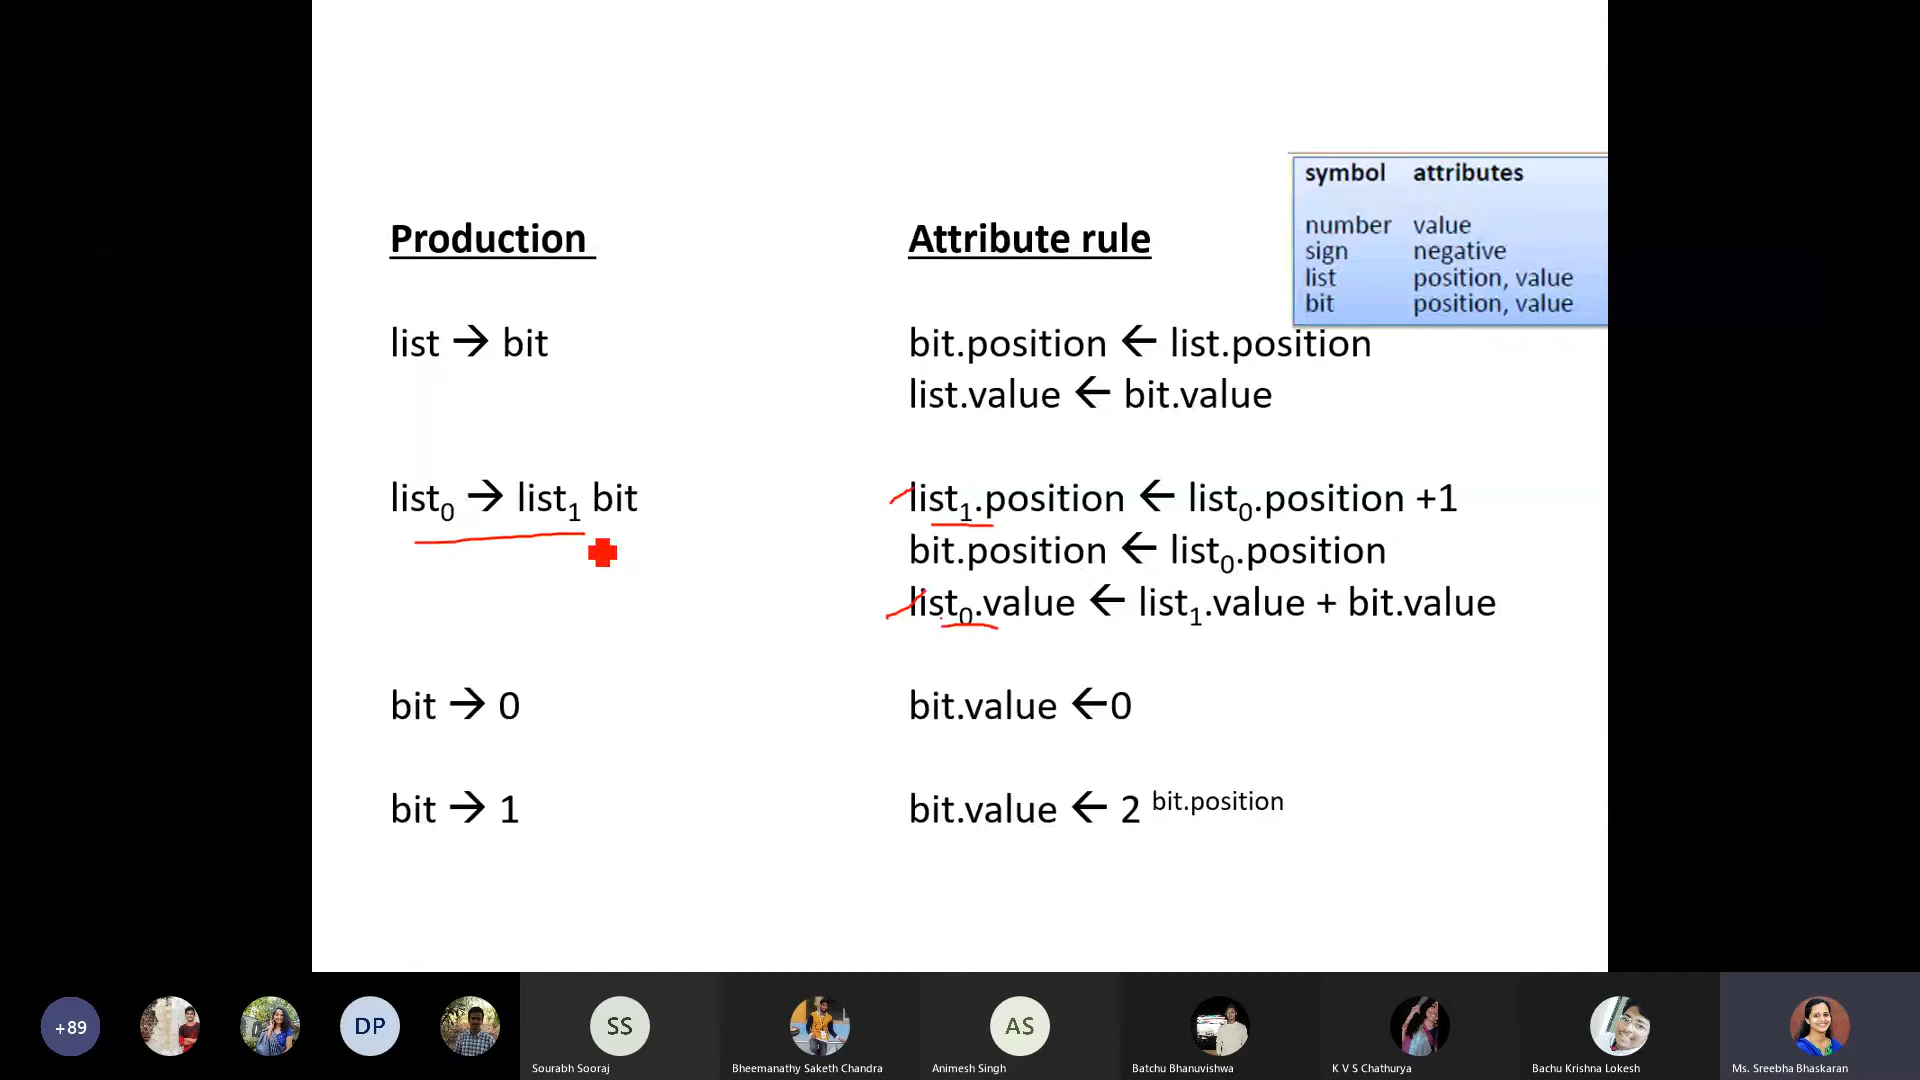 symbol attributes
number value
sign negative
list position, value
bit position, value
Production Attribute rule
list → bit bit.position ← list.position
list.value ← bit.value
list₀ → list₁ bit list₁.position ← list₀.position +1
bit.position ← list₀.position
list₀.value ← list₁.value + bit.value
bit → 0 bit.value ←0
bit → 1 bit.value ← 2 bit.position
+89 DP SS AS
Sourabh Sooraj Bheemanathy Saketh Chandra Animesh Singh Batchu Bhanuvishwa K V S Chathurya Bachu Krishna Lokesh Ms. Sreebha Bhaskaran